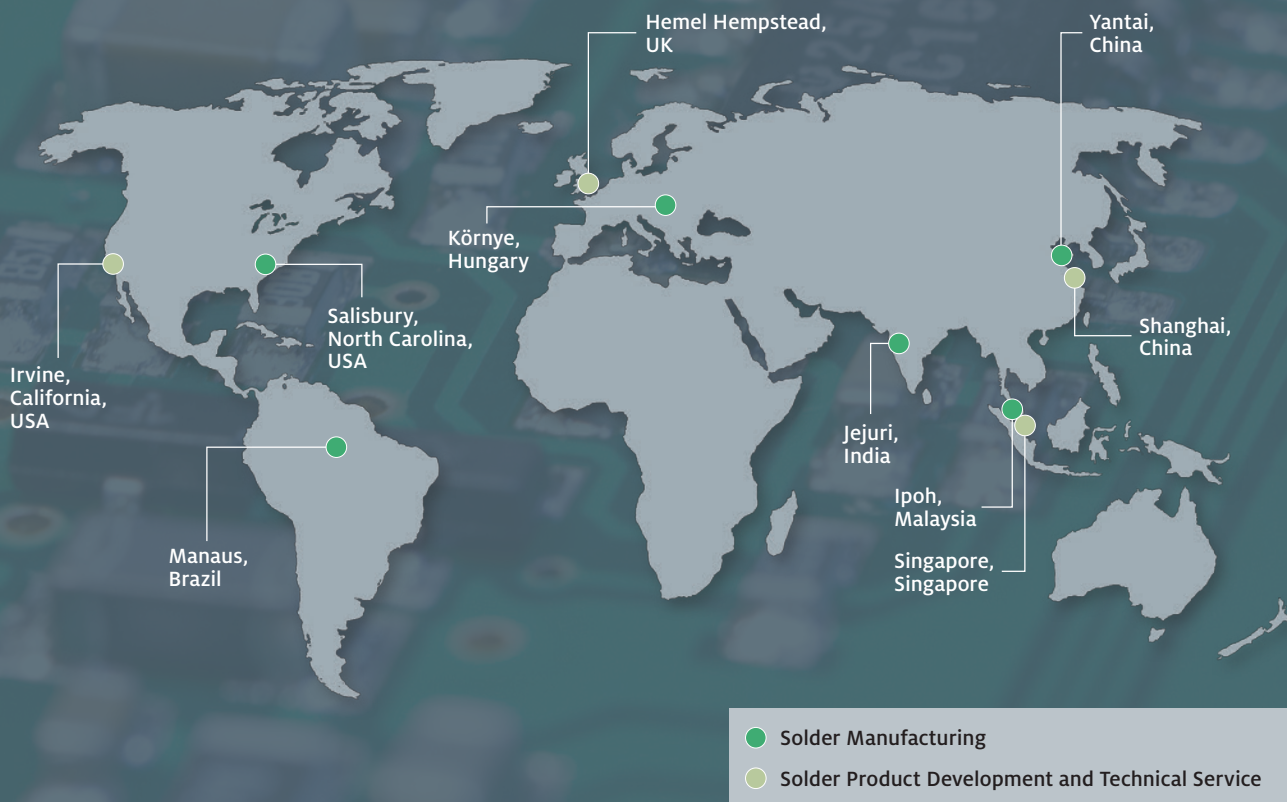 Hemel Hempstead,
UK
Yantai,
China
Környe,
Hungary
Salisbury,
North Carolina,
USA
Shanghai,
China
Irvine,
California,
USA
Jejuri,
India
Ipoh,
Malaysia
Manaus,
Brazil
Singapore,
Singapore
Solder Manufacturing
Solder Product Development and Technical Service